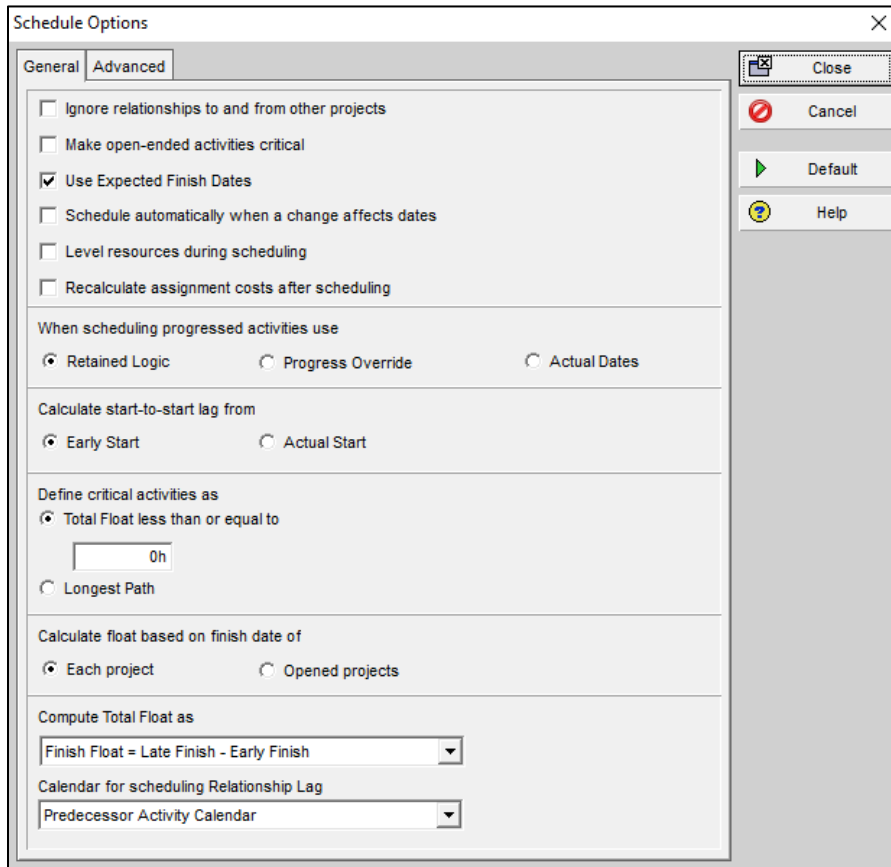 Schedule Options
General Advanced
Close
Cancel
Default
Help
Ignore relationships to and from other projects
Make open-ended activities critical
Use Expected Finish Dates
Schedule automatically when a change affects dates
Level resources during scheduling
Recalculate assignment costs after scheduling
When scheduling progressed activities use
Retained Logic Progress Override Actual Dates
Calculate start-to-start lag from
Early Start Actual Start
Define critical activities as
Total Float less than or equal to
0h
Longest Path
Calculate float based on finish date of
Each project Opened projects
Compute Total Float as
Finish Float = Late Finish - Early Finish
Calendar for scheduling Relationship Lag
Predecessor Activity Calendar